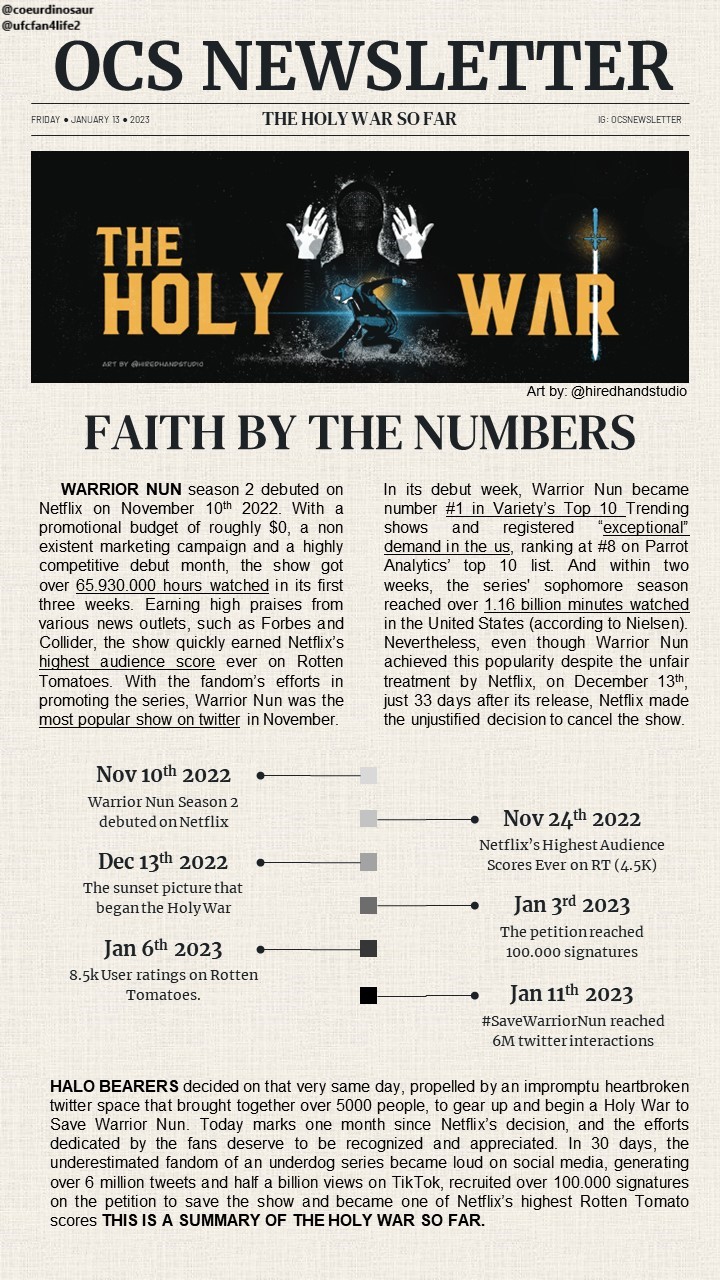 @coeurdinosaur
@ufcfan4life2
OCS NEWSLETTER
FRIDAY ● JANUARY 13 ● 2023
THE HOLY WAR SO FAR
IG: OCSNEWSLETTER
THE
HOLY WAR
ART BY @HIREDHANDSTUDIO
Art by: @hiredhandstudio
FAITH BY THE NUMBERS
WARRIOR NUN season 2 debuted on
Netflix on November 10th 2022. With a
promotional budget of roughly $0, a non
existent marketing campaign and a highly
competitive debut month, the show got
over 65.930.000 hours watched in its first
three weeks. Earning high praises from
various news outlets, such as Forbes and
Collider, the show quickly earned Netflix's
highest audience score ever on Rotten
Tomatoes. With the fandom's efforts in
promoting the series, Warrior Nun was the
most popular show on twitter in November.
In its debut week, Warrior Nun became
number #1 in Variety's Top 10 Trending
shows and registered "exceptional"
demand in the us, ranking at #8 on Parrot
Analytics' top 10 list. And within two
weeks, the series' sophomore season
reached over 1.16 billion minutes watched
in the United States (according to Nielsen).
Nevertheless, even though Warrior Nun
achieved this popularity despite the unfair
treatment by Netflix, on December 13th,
just 33 days after its release, Netflix made
the unjustified decision to cancel the show.
Nov 10th 2022
Warrior Nun Season 2
debuted on Netflix
Nov 24th 2022
Netflix's Highest Audience
Scores Ever on RT (4.5K)
Dec 13th 2022
The sunset picture that
began the Holy War
Jan 3rd 2023
The petition reached
100.000 signatures
Jan 6th 2023
8.5k User ratings on Rotten
Tomatoes.
Jan 11th 2023
#SaveWarriorNun reached
6M twitter interactions
HALO BEARERS decided on that very same day, propelled by an impromptu heartbroken
twitter space that brought together over 5000 people, to gear up and begin a Holy War to
Save Warrior Nun. Today marks one month since Netflix's decision, and the efforts
dedicated by the fans deserve to be recognized and appreciated. In 30 days, the
underestimated fandom of an underdog series became loud on social media, generating
over 6 million tweets and half a billion views on TikTok, recruited over 100.000 signatures
on the petition to save the show and became one of Netflix's highest Rotten Tomato
scores THIS IS A SUMMARY OF THE HOLY WAR SO FAR.